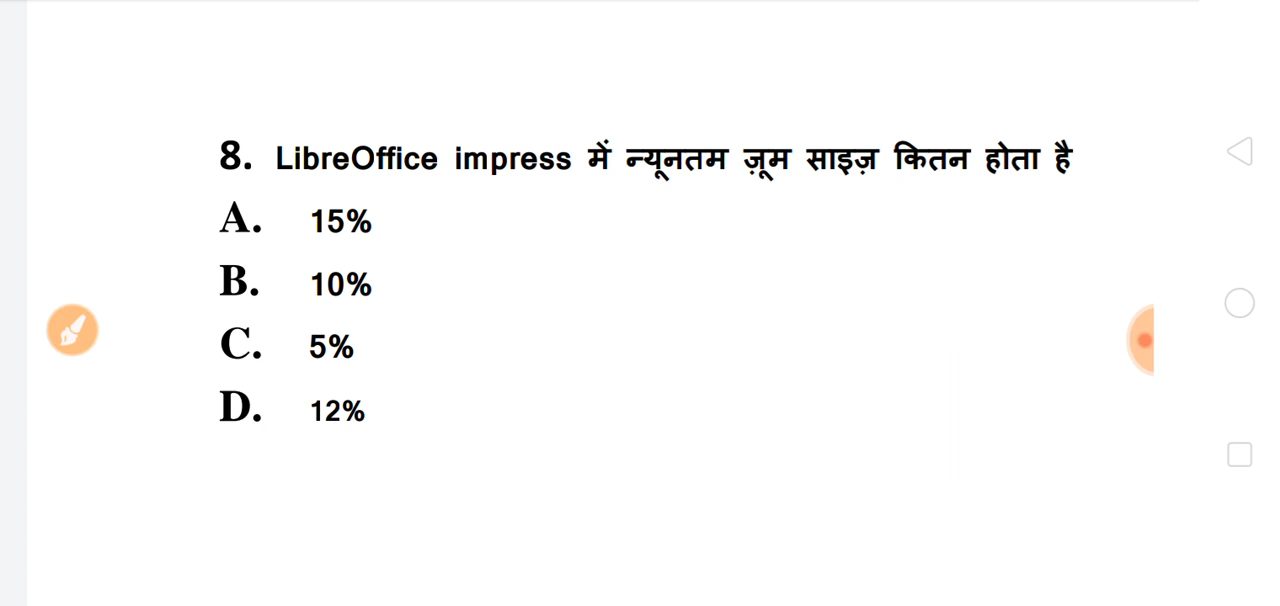 8. LibreOffice impress में न्यूनतम ज़ूम साइज़ कितन होता है
A. 15%
B. 10%
C. 5%
D. 12%